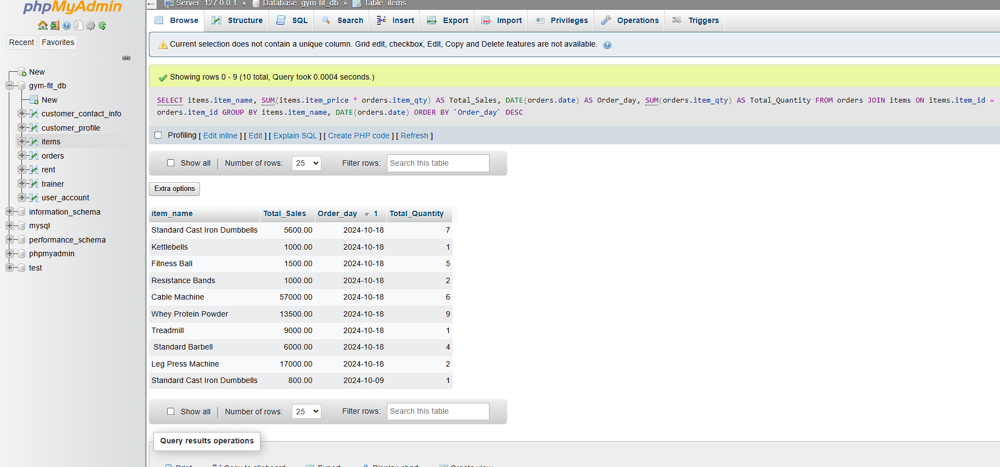 phpMyAdmin
Recent Favorites
New
gym-fit_db
New
customer_contact_info
customer_profile
items
orders
rent
trainer
user_account
information_schema
mysql
performance_schema
phpmyadmin
test
Server: 127.0.0.1 » Database: gym-fit_db » Table: items
Browse Structure SQL Search Insert Export Import Privileges Operations Triggers
Current selection does not contain a unique column. Grid edit, checkbox, Edit, Copy and Delete features are not available.
Showing rows 0 - 9 (10 total, Query took 0.0004 seconds.)
SELECT items.item_name, SUM(items.item_price * orders.item_qty) AS Total_Sales, DATE(orders.date) AS Order_day, SUM(orders.item_qty) AS Total_Quantity FROM orders JOIN items ON items.item_id =
orders.item_id GROUP BY items.item_name, DATE(orders.date) ORDER BY `Order_day` DESC
Profiling [ Edit inline ] [ Edit ] [ Explain SQL ] [ Create PHP code ] [ Refresh ]
Show all Number of rows: 25 Filter rows: Search this table
Extra options
item_name Total_Sales Order_day 1 Total_Quantity
Standard Cast Iron Dumbbells 5600.00 2024-10-18 7
Kettlebells 1000.00 2024-10-18 1
Fitness Ball 1500.00 2024-10-18 5
Resistance Bands 1000.00 2024-10-18 2
Cable Machine 57000.00 2024-10-18 6
Whey Protein Powder 13500.00 2024-10-18 9
Treadmill 9000.00 2024-10-18 1
Standard Barbell 6000.00 2024-10-18 4
Leg Press Machine 17000.00 2024-10-18 2
Standard Cast Iron Dumbbells 800.00 2024-10-09 1
Show all Number of rows: 25 Filter rows: Search this table
Query results operations
Print Copy to clipboard Export Display chart Create view